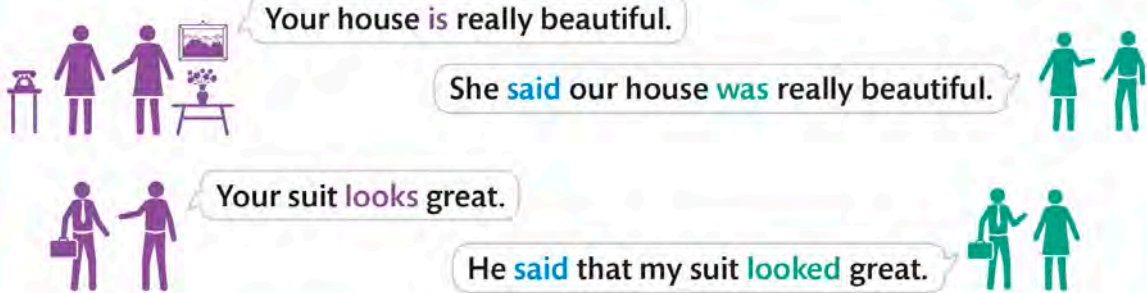 Your house is really beautiful.
She said our house was really beautiful.
Your suit looks great.
He said that my suit looked great.